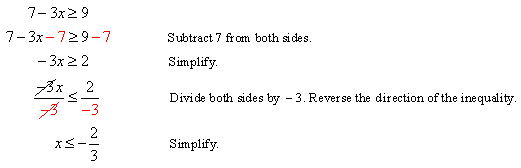 7 − 3x ≥ 9
7 − 3x − 7 ≥ 9 − 7 Subtract 7 from both sides.
− 3x ≥ 2 Simplify.
−3x/−3 ≤ 2/−3 Divide both sides by − 3. Reverse the direction of the inequality.
x ≤ −2/3 Simplify.